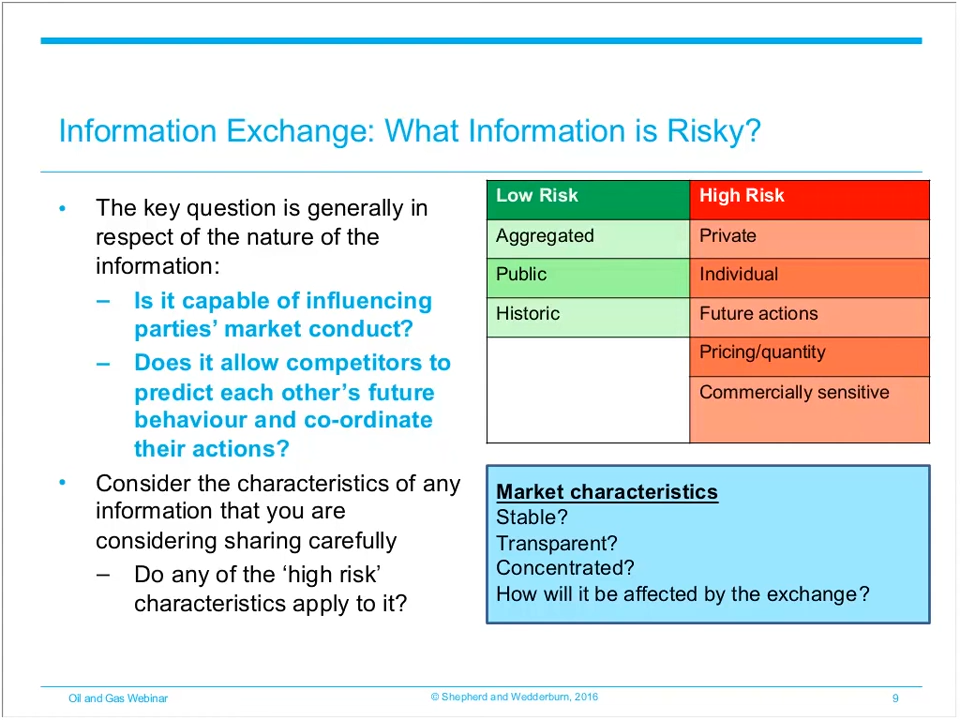 Information Exchange: What Information is Risky?
• The key question is generally in
respect of the nature of the
information:
– Is it capable of influencing
parties’ market conduct?
– Does it allow competitors to
predict each other’s future
behaviour and co-ordinate
their actions?
• Consider the characteristics of any
information that you are
considering sharing carefully
– Do any of the ‘high risk’
characteristics apply to it?
Low Risk High Risk
Aggregated Private
Public Individual
Historic Future actions
Pricing/quantity
Commercially sensitive
Market characteristics
Stable?
Transparent?
Concentrated?
How will it be affected by the exchange?
Oil and Gas Webinar © Shepherd and Wedderburn, 2016 9